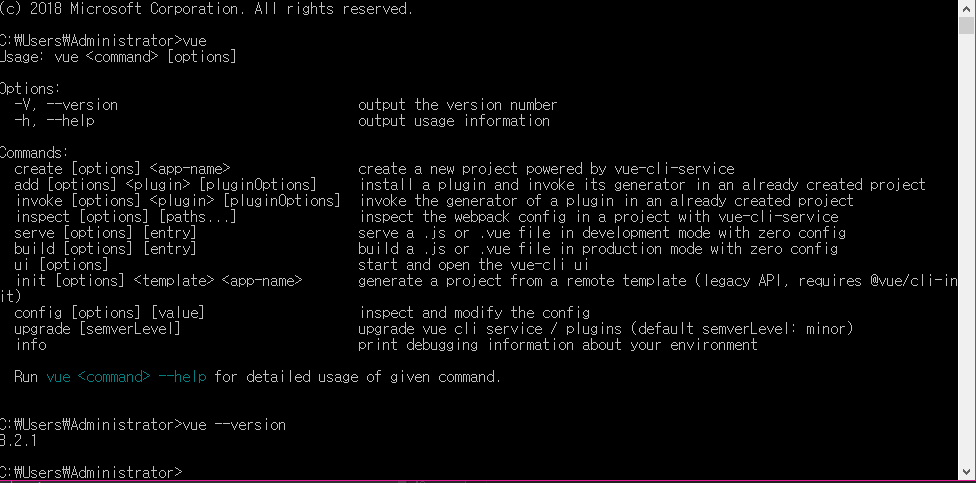 (c) 2018 Microsoft Corporation. All rights reserved.
C:₩Users₩Administrator>vue
Usage: vue <command> [options]
Options:
-V, --version output the version number
-h, --help output usage information
Commands:
create [options] <app-name> create a new project powered by vue-cli-service
add [options] <plugin> [pluginOptions] install a plugin and invoke its generator in an already created project
invoke [options] <plugin> [pluginOptions] invoke the generator of a plugin in an already created project
inspect [options] [paths...] inspect the webpack config in a project with vue-cli-service
serve [options] [entry] serve a .js or .vue file in development mode with zero config
build [options] [entry] build a .js or .vue file in production mode with zero config
ui [options] start and open the vue-cli ui
init [options] <template> <app-name> generate a project from a remote template (legacy API, requires @vue/cli-in
it)
config [options] [value] inspect and modify the config
upgrade [semverLevel] upgrade vue cli service / plugins (default semverLevel: minor)
info print debugging information about your environment
Run vue <command> --help for detailed usage of given command.
C:₩Users₩Administrator>vue --version
3.2.1
C:₩Users₩Administrator>